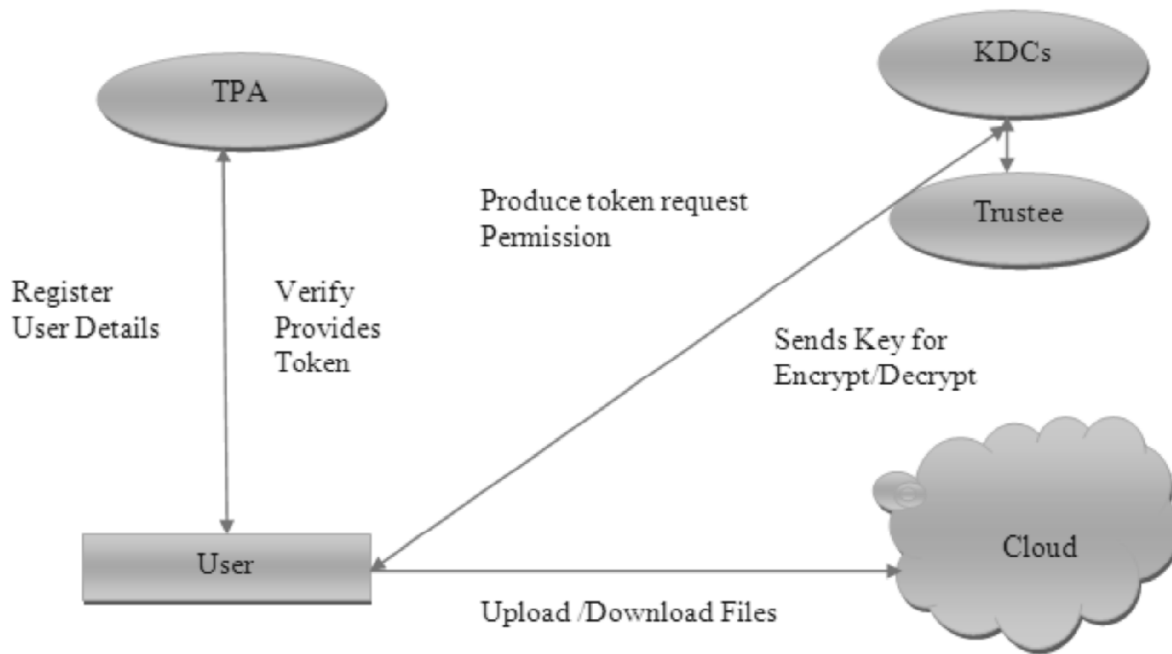 TPA
KDCs
Trustee
Produce token request
Permission
Register
User Details
Verify
Provides
Token
Sends Key for
Encrypt/Decrypt
User
Cloud
Upload /Download Files